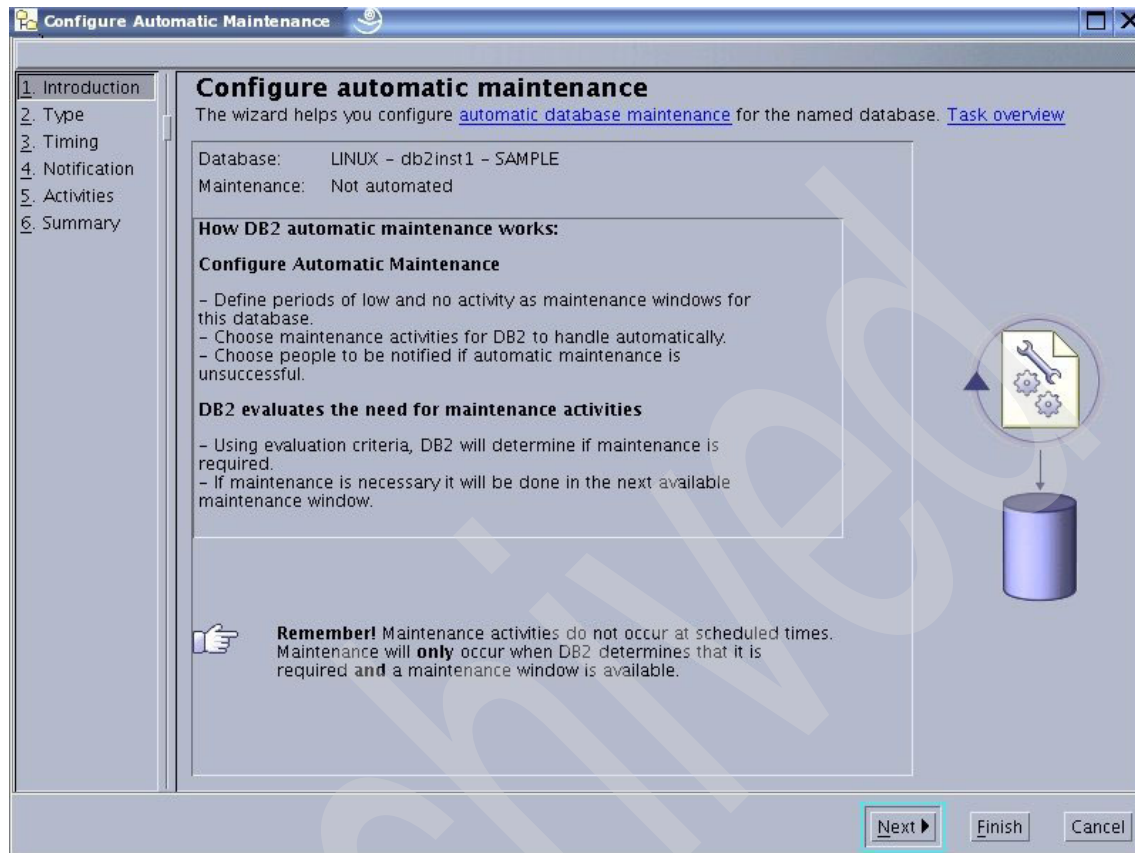 Configure Automatic Maintenance
1. Introduction
2. Type
3. Timing
4. Notification
5. Activities
6. Summary
Configure automatic maintenance
The wizard helps you configure automatic database maintenance for the named database. Task overview
Database: LINUX – db2inst1 – SAMPLE
Maintenance: Not automated
How DB2 automatic maintenance works:
Configure Automatic Maintenance
– Define periods of low and no activity as maintenance windows for
this database.
– Choose maintenance activities for DB2 to handle automatically.
– Choose people to be notified if automatic maintenance is
unsuccessful.
DB2 evaluates the need for maintenance activities
– Using evaluation criteria, DB2 will determine if maintenance is
required.
– If maintenance is necessary it will be done in the next available
maintenance window.
Remember! Maintenance activities do not occur at scheduled times.
Maintenance will only occur when DB2 determines that it is
required and a maintenance window is available.
Next
Finish
Cancel